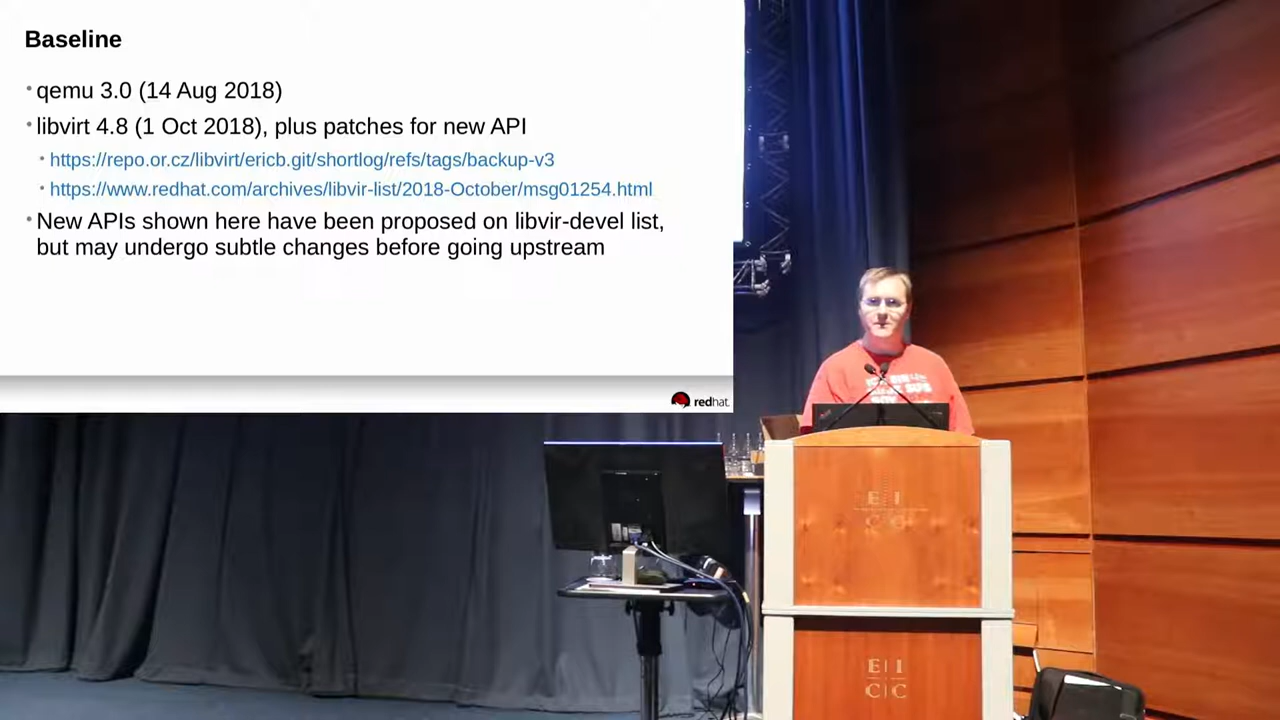 Baseline
qemu 3.0 (14 Aug 2018)
libvirt 4.8 (1 Oct 2018), plus patches for new API
https://repo.or.cz/libvirt/ericb.git/shortlog/refs/tags/backup-v3
https://www.redhat.com/archives/libvir-list/2018-October/msg01254.html
New APIs shown here have been proposed on libvir-devel list,
but may undergo subtle changes before going upstream
redhat
E I
C C
E I
C C